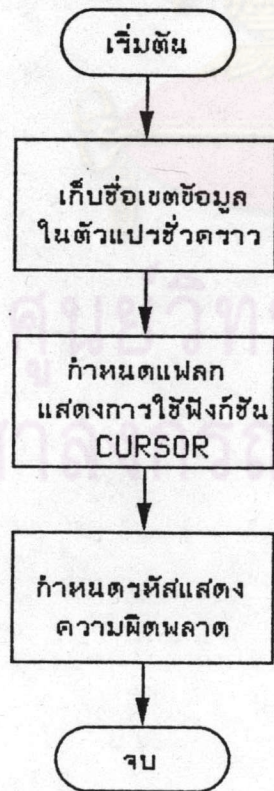 เริ่มต้น
เก็บชื่อเขตข้อมูล
ในตัวแปรชั่วคราว
กำหนดแฟลก
แสดงการใช้ฟังก์ชัน
CURSOR
กำหนดรหัสแสดง
ความผิดพลาด
จบ